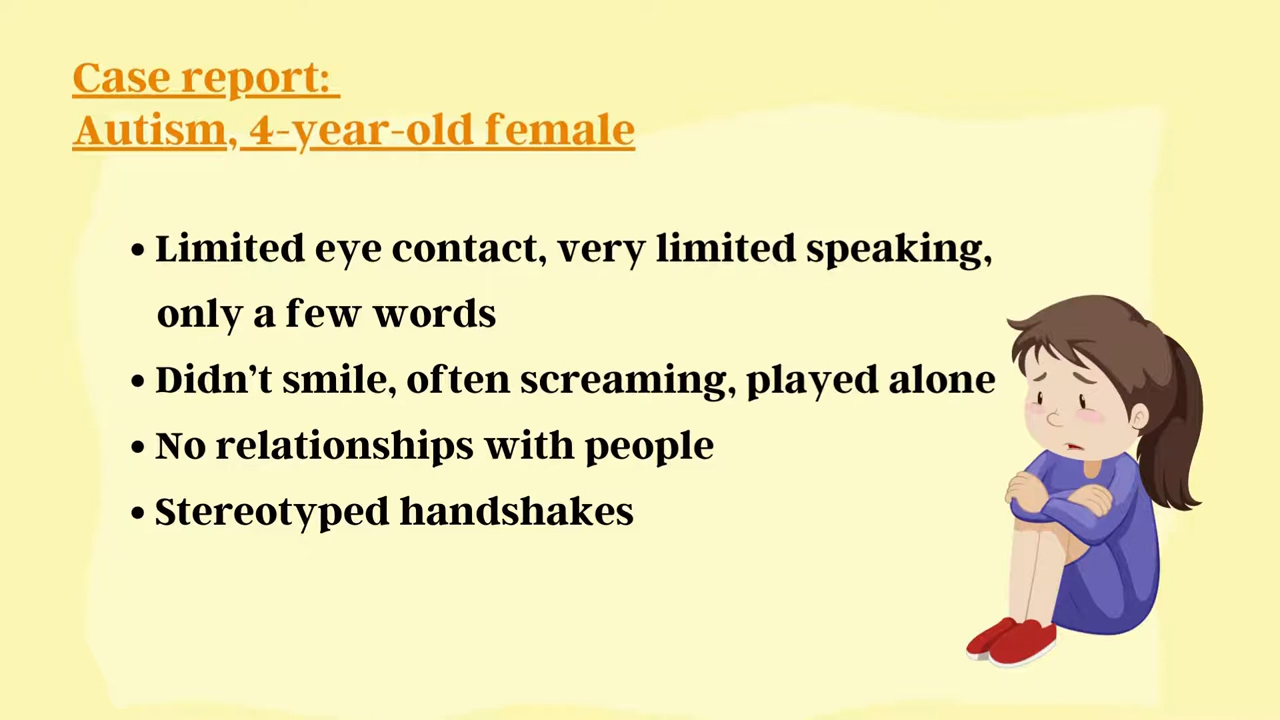 Case report:
Autism, 4-year-old female
• Limited eye contact, very limited speaking,
only a few words
• Didn’t smile, often screaming, played alone
• No relationships with people
• Stereotyped handshakes